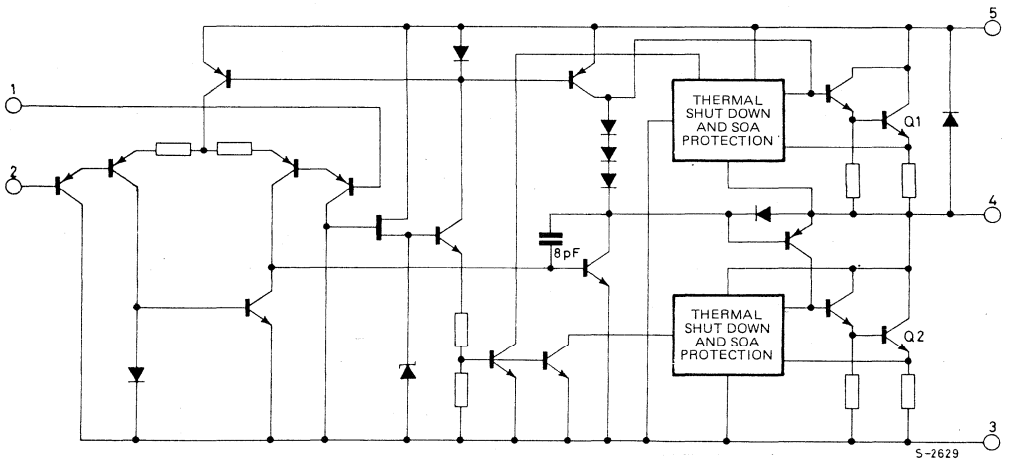 5
1
THERMAL
SHUT DOWN
AND SOA
PROTECTION
Q1
2
4
8pF
THERMAL
SHUT DOWN
AND SOA
PROTECTION
Q2
3
S-2629